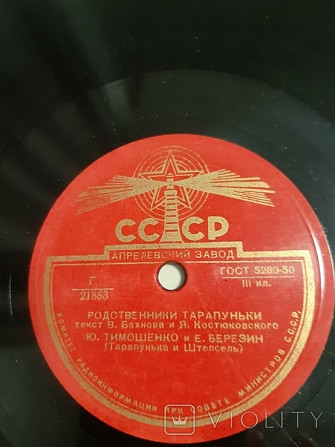 СССР
АПРЕЛЕВСКИЙ ЗАВОД
Г
21863
ГОСТ 5289-50
III кл.
РОДСТВЕННИКИ ТАРАПУНЬКИ
текст В. Бахнова и Я. Костюковского
Ю. ТИМОШЕНКО и Е. БЕРЕЗИН
(Тарапунька и Штепсель)
КОМИТЕТ РАДИОИНФОРМАЦИИ ПРИ СОВЕТЕ МИНИСТРОВ СССР.
VIOLITY